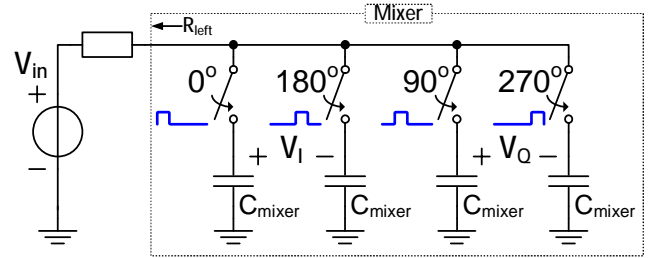 Mixer
R_left
V_in
+
−
0°
180°
90°
270°
+ V_I −
+ V_Q −
C_mixer
C_mixer
C_mixer
C_mixer